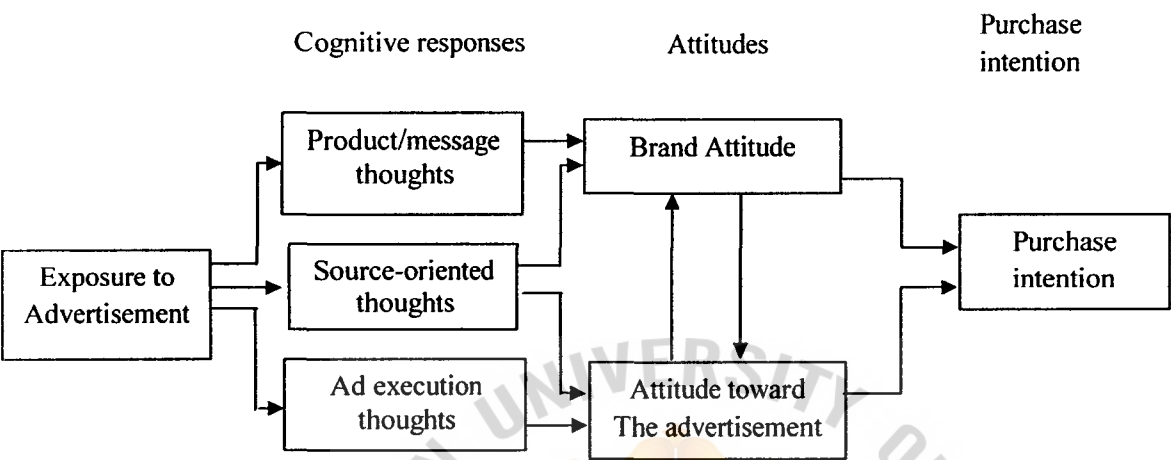 Cognitive responses
Attitudes
Purchase
intention
Product/message
thoughts
Brand Attitude
Exposure to
Advertisement
Source-oriented
thoughts
Purchase
intention
Ad execution
thoughts
Attitude toward
The advertisement
UNIVERSITY